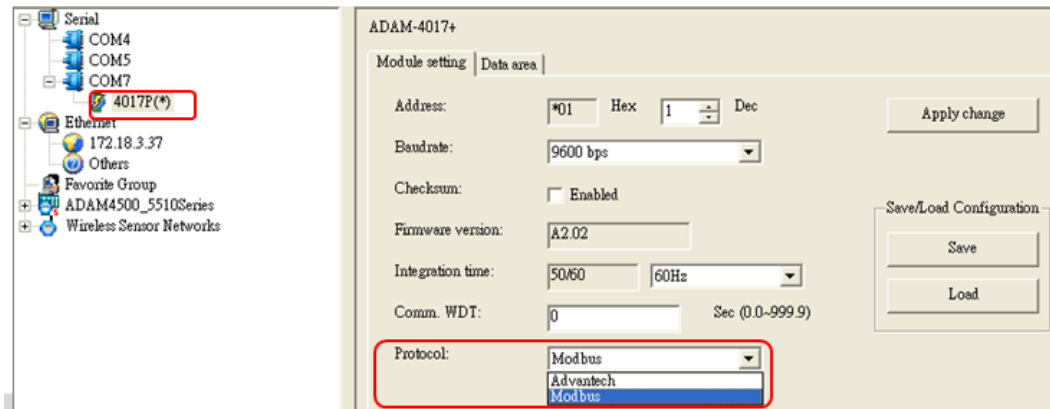 Serial
COM4
COM5
COM7
4017P(*)
Ethernet
172.18.3.37
Others
Favorite Group
ADAM4500_5510Series
Wireless Sensor Networks
ADAM-4017+
Module setting Data area
Address: *01 Hex 1 Dec Apply change
Baudrate: 9600 bps
Checksum: Enabled
Save/Load Configuration
Firmware version: A2.02
Save
Integration time: 50/60 60Hz
Load
Comm. WDT: 0 Sec (0.0~999.9)
Protocol: Modbus
Advantech
Modbus